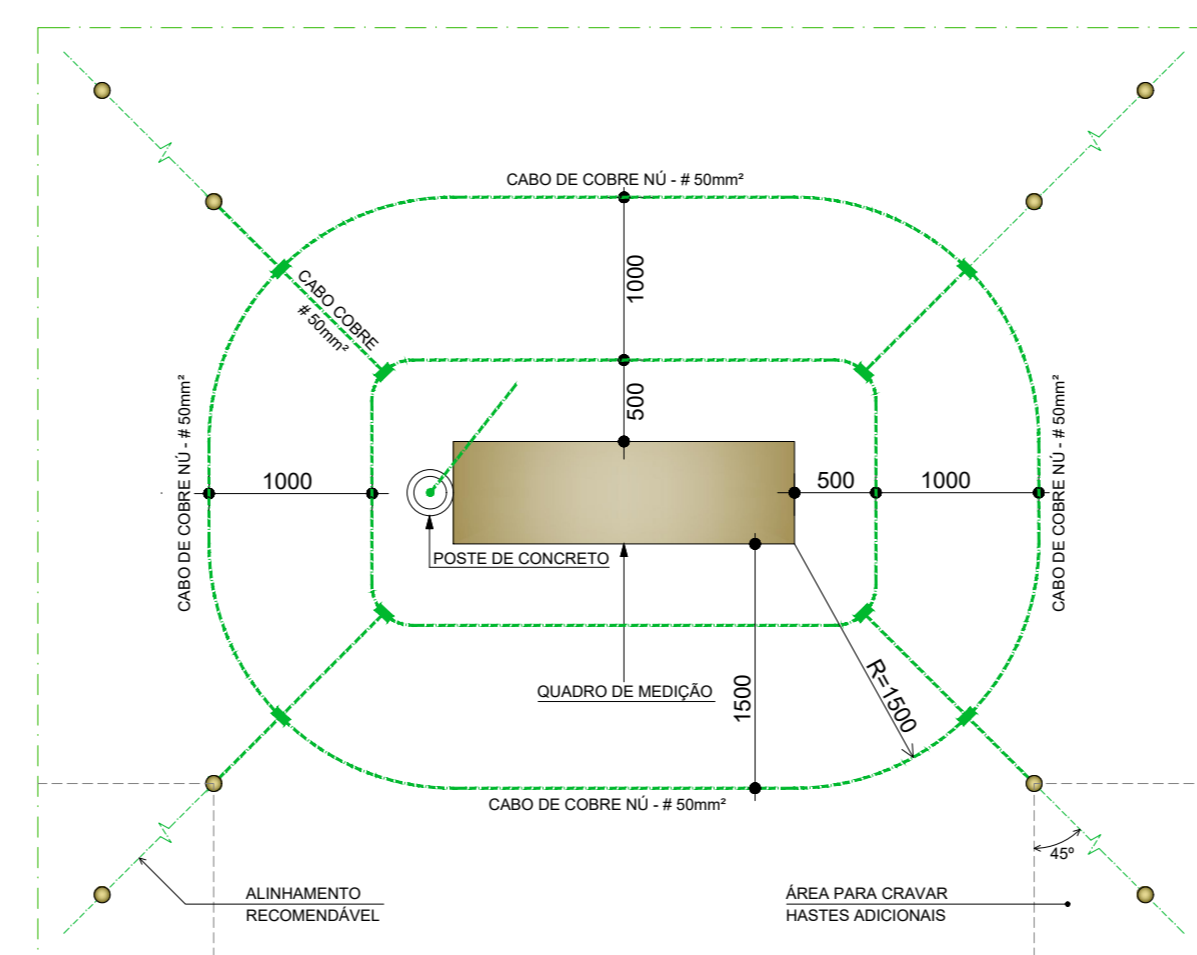 CABO DE COBRE NÚ - # 50mm²
CABO COBRE
# 50mm²
1000
500
CABO DE COBRE NÚ - # 50mm²
1000
500
1000
CABO DE COBRE NÚ - # 50mm²
POSTE DE CONCRETO
QUADRO DE MEDIÇÃO
1500
R=1500
CABO DE COBRE NÚ - # 50mm²
45º
ALINHAMENTO
RECOMENDÁVEL
ÁREA PARA CRAVAR
HASTES ADICIONAIS